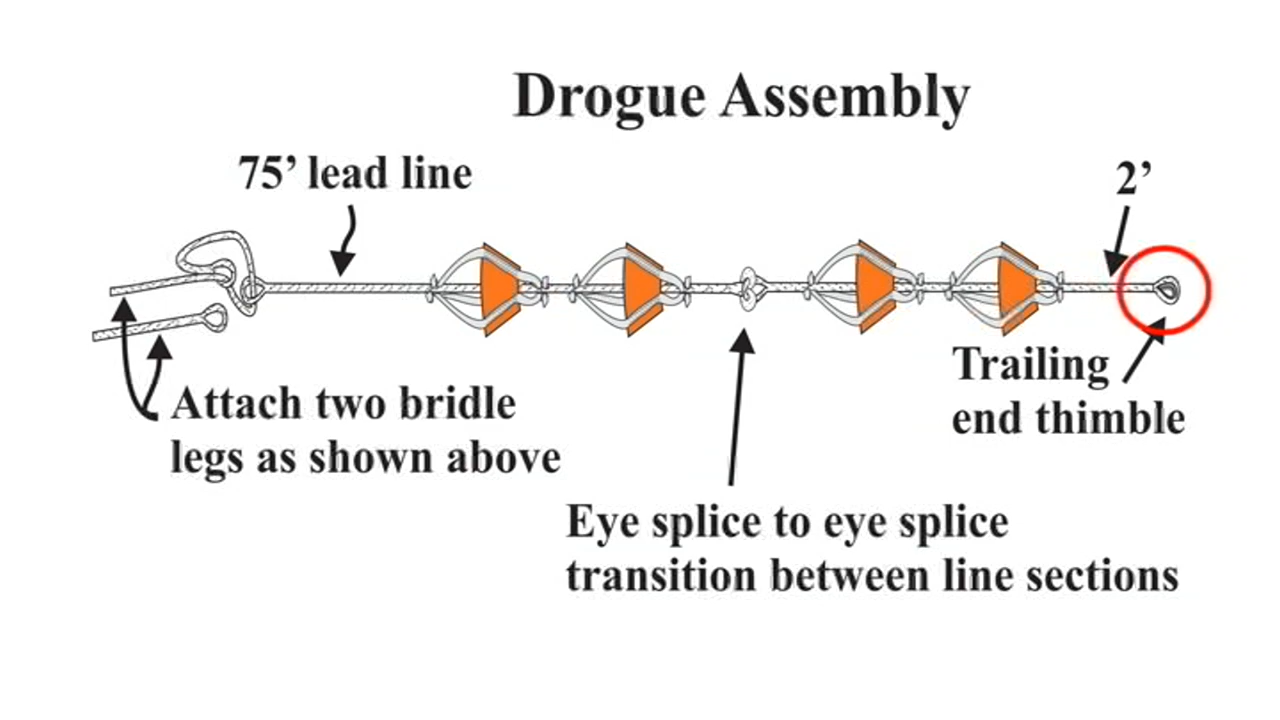 Drogue Assembly
75’ lead line
2’
Attach two bridle
legs as shown above
Trailing
end thimble
Eye splice to eye splice
transition between line sections